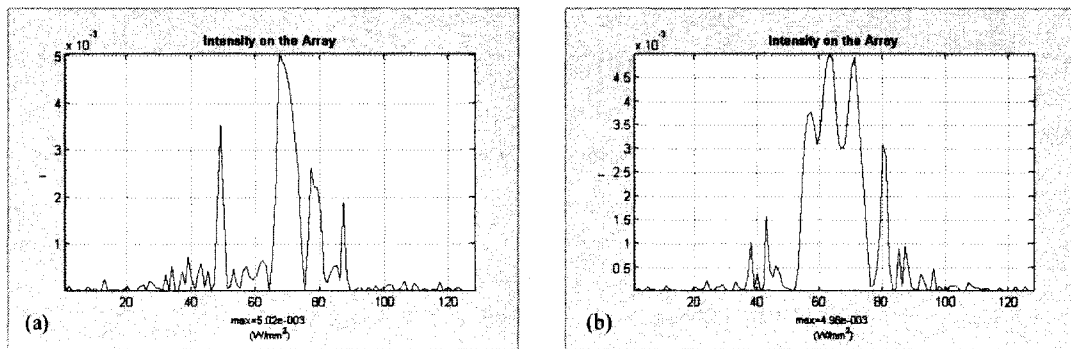 Intensity on the Array
x 10^-3
5
4
3
2
1
I
20 40 60 80 100 120
max=5.02e-003
(W/mm²)
(a)
Intensity on the Array
x 10^-3
4.5
4
3.5
3
2.5
2
1.5
1
0.5
I
20 40 60 80 100 120
max=4.96e-003
(W/mm²)
(b)